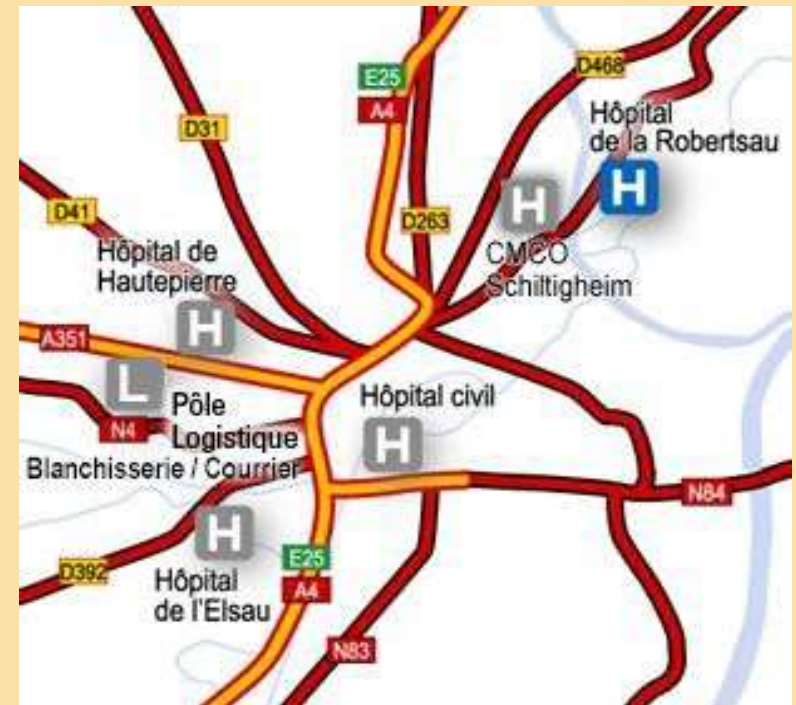 E25
A4
D468
Hôpital
de la Robertsau
H
D31
D41
D263
H
CMCO
Schiltigheim
Hôpital de
Hautepierre
H
A351
L
Pôle
Logistique
Blanchisserie / Courrier
N4
Hôpital civil
H
N84
H
Hôpital
de l'Elsau
D392
E25
A4
N83